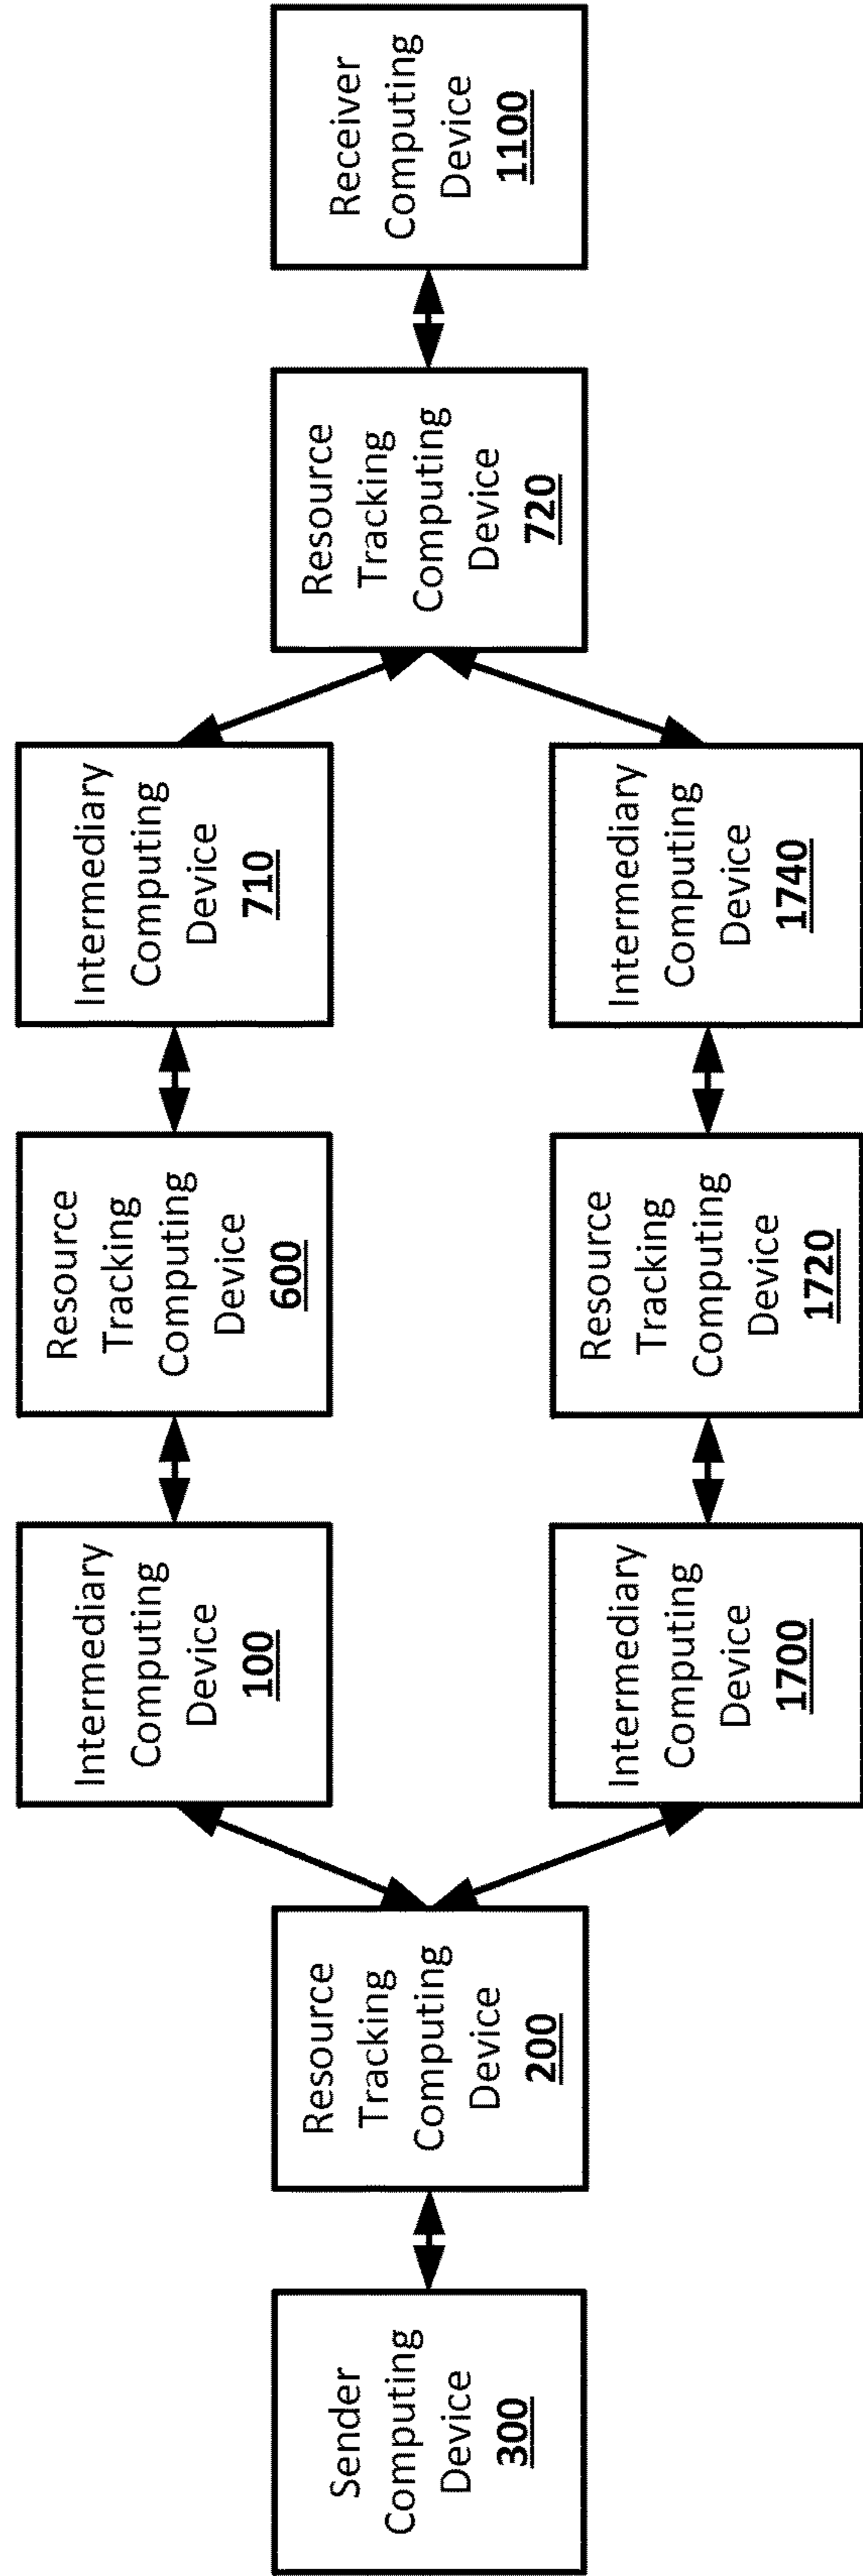 Sender
Computing
Device
300
Resource
Tracking
Computing
Device
200
Intermediary
Computing
Device
100
Resource
Tracking
Computing
Device
600
Intermediary
Computing
Device
710
Intermediary
Computing
Device
1700
Resource
Tracking
Computing
Device
1720
Intermediary
Computing
Device
1740
Resource
Tracking
Computing
Device
720
Receiver
Computing
Device
1100